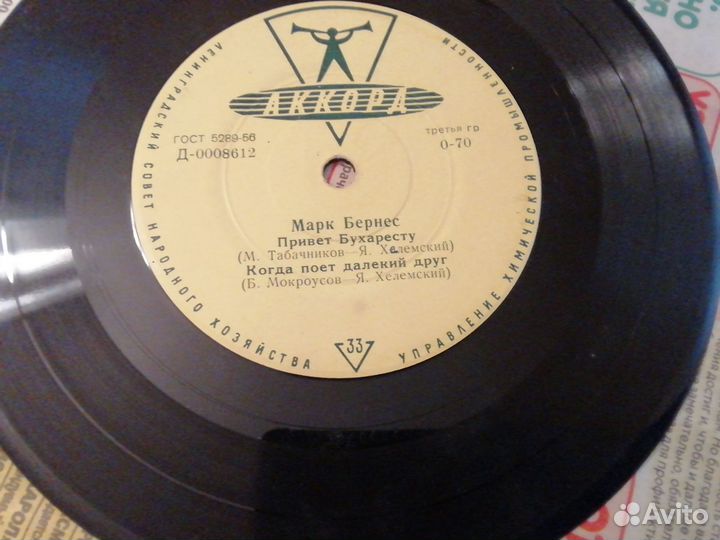 АККОРД
ЛЕНИНГРАДСКИЙ СОВЕТ НАРОДНОГО ХОЗЯЙСТВА
УПРАВЛЕНИЕ ХИМИЧЕСКОЙ ПРОМЫШЛЕННОСТИ
ГОСТ 5289-56
Д-0008612
третья гр
0-70
Марк Бернес
Привет Бухаресту
(М. Табачников Я. Хелемский)
Когда поет далекий друг
(Б. Мокроусов Я. Хелемский)
33
Avito